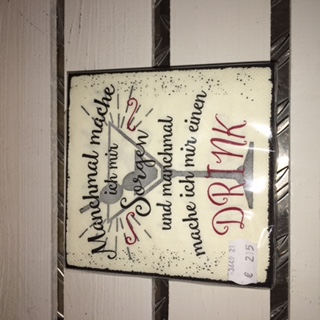 Manchmal mache
ich mir
Sorgen
und manchmal
mache ich mir einen
DRINK
€ 2.5